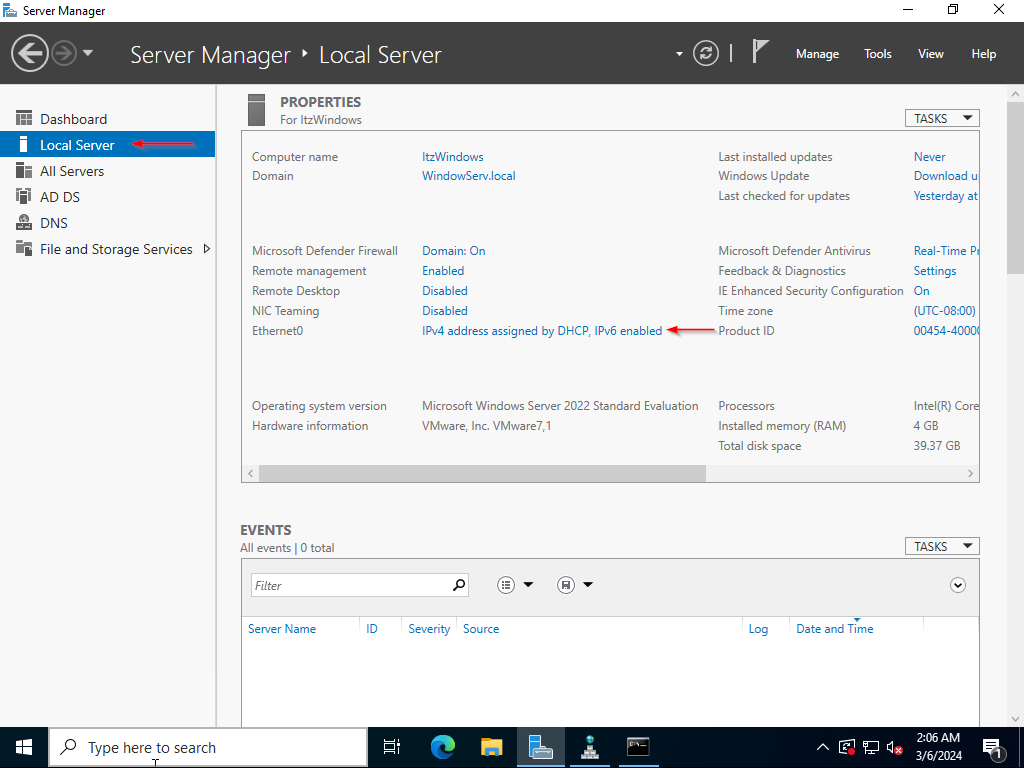 Server Manager
Server Manager ‣ Local Server
Manage Tools View Help
Dashboard
Local Server
All Servers
AD DS
DNS
File and Storage Services
PROPERTIES
For ItzWindows
TASKS
Computer name ItzWindows
Domain WindowServ.local
Last installed updates Never
Windows Update Download u
Last checked for updates Yesterday at
Microsoft Defender Firewall Domain: On
Remote management Enabled
Remote Desktop Disabled
NIC Teaming Disabled
Ethernet0 IPv4 address assigned by DHCP, IPv6 enabled
Microsoft Defender Antivirus Real-Time Pr
Feedback & Diagnostics Settings
IE Enhanced Security Configuration On
Time zone (UTC-08:00)
Product ID 00454-40000
Operating system version Microsoft Windows Server 2022 Standard Evaluation
Hardware information VMware, Inc. VMware7,1
Processors Intel(R) Core
Installed memory (RAM) 4 GB
Total disk space 39.37 GB
EVENTS
All events | 0 total
TASKS
Filter
Server Name ID Severity Source Log Date and Time
Type here to search
2:06 AM
3/6/2024
1